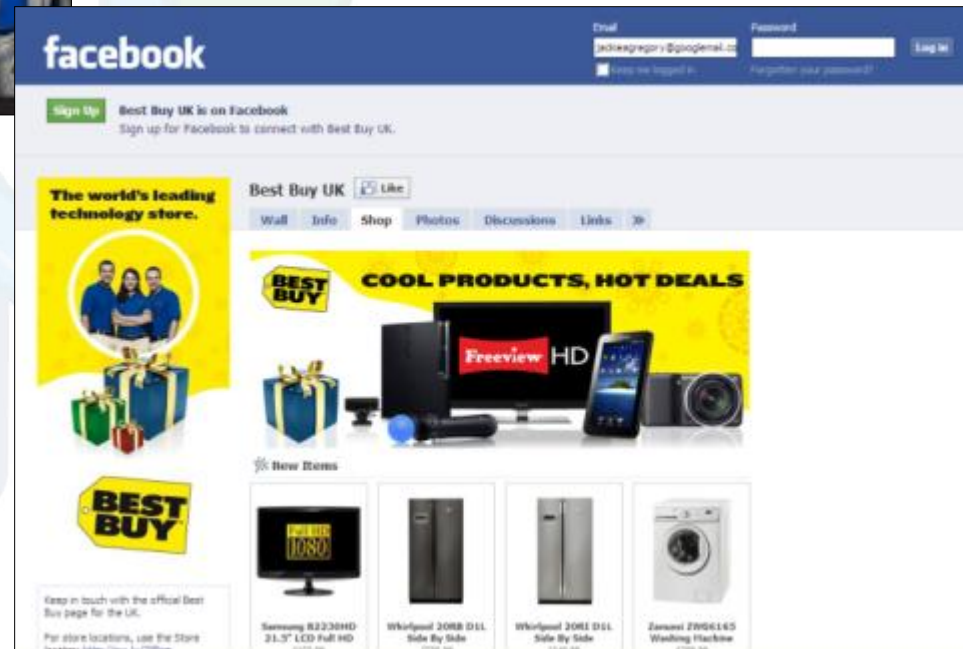 Email
Password
facebook
Log in
Keep me logged in
Forgotten your password?
Sign Up
Best Buy UK is on Facebook
Sign up for Facebook to connect with Best Buy UK.
The world's leading
technology store.
Best Buy UK
Like
Wall Info Shop Photos Discussions Links
BEST
BUY
COOL PRODUCTS, HOT DEALS
Freeview HD
New Items
BEST
BUY
FULL HD
1080
Keep in touch with the official Best
Buy page for the UK.
For store locations, use the Store
Samsung B2230HD
21.5" LCD Full HD
Whirlpool 20RB D1L
Side By Side
Whirlpool 20RI D1L
Side By Side
Zanussi ZWG6165
Washing Machine